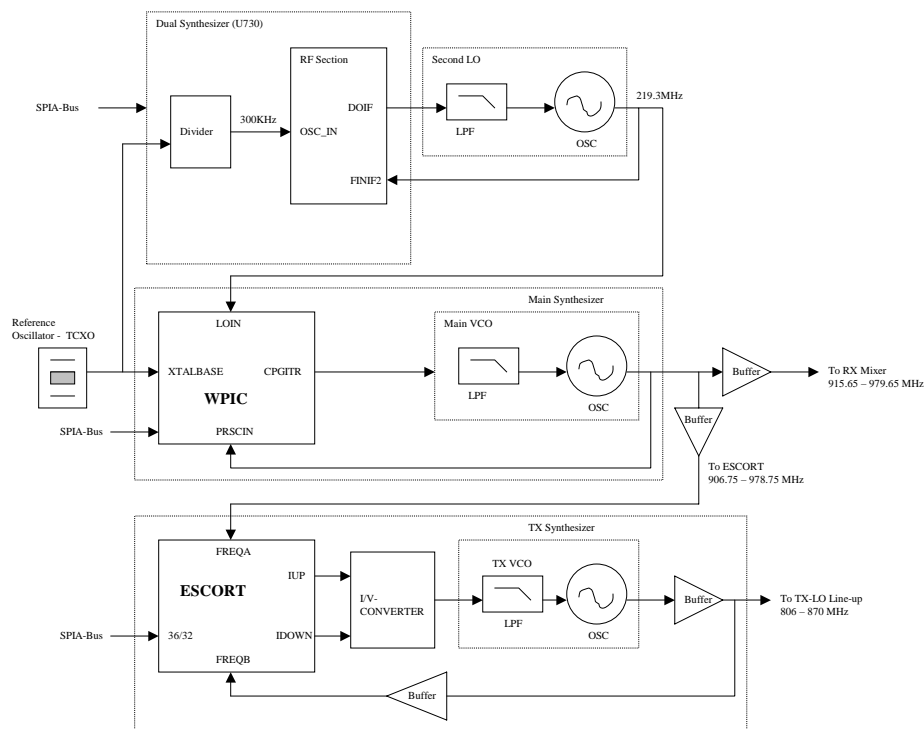 Dual Synthesizer (U730)
RF Section
Second LO
SPIA-Bus
Divider
300KHz
DOIF
OSC_IN
FINIF2
LPF
OSC
219.3MHz
Main Synthesizer
Reference
Oscillator - TCXO
LOIN
XTALBASE
CPGITR
WPIC
PRSCIN
SPIA-Bus
Main VCO
LPF
OSC
Buffer
To RX Mixer
915.65 – 979.65 MHz
Buffer
To ESCORT
906.75 – 978.75 MHz
TX Synthesizer
FREQA
ESCORT
IUP
IDOWN
36/32
FREQB
SPIA-Bus
I/V-
CONVERTER
TX VCO
LPF
OSC
Buffer
To TX-LO Line-up
806 – 870 MHz
Buffer